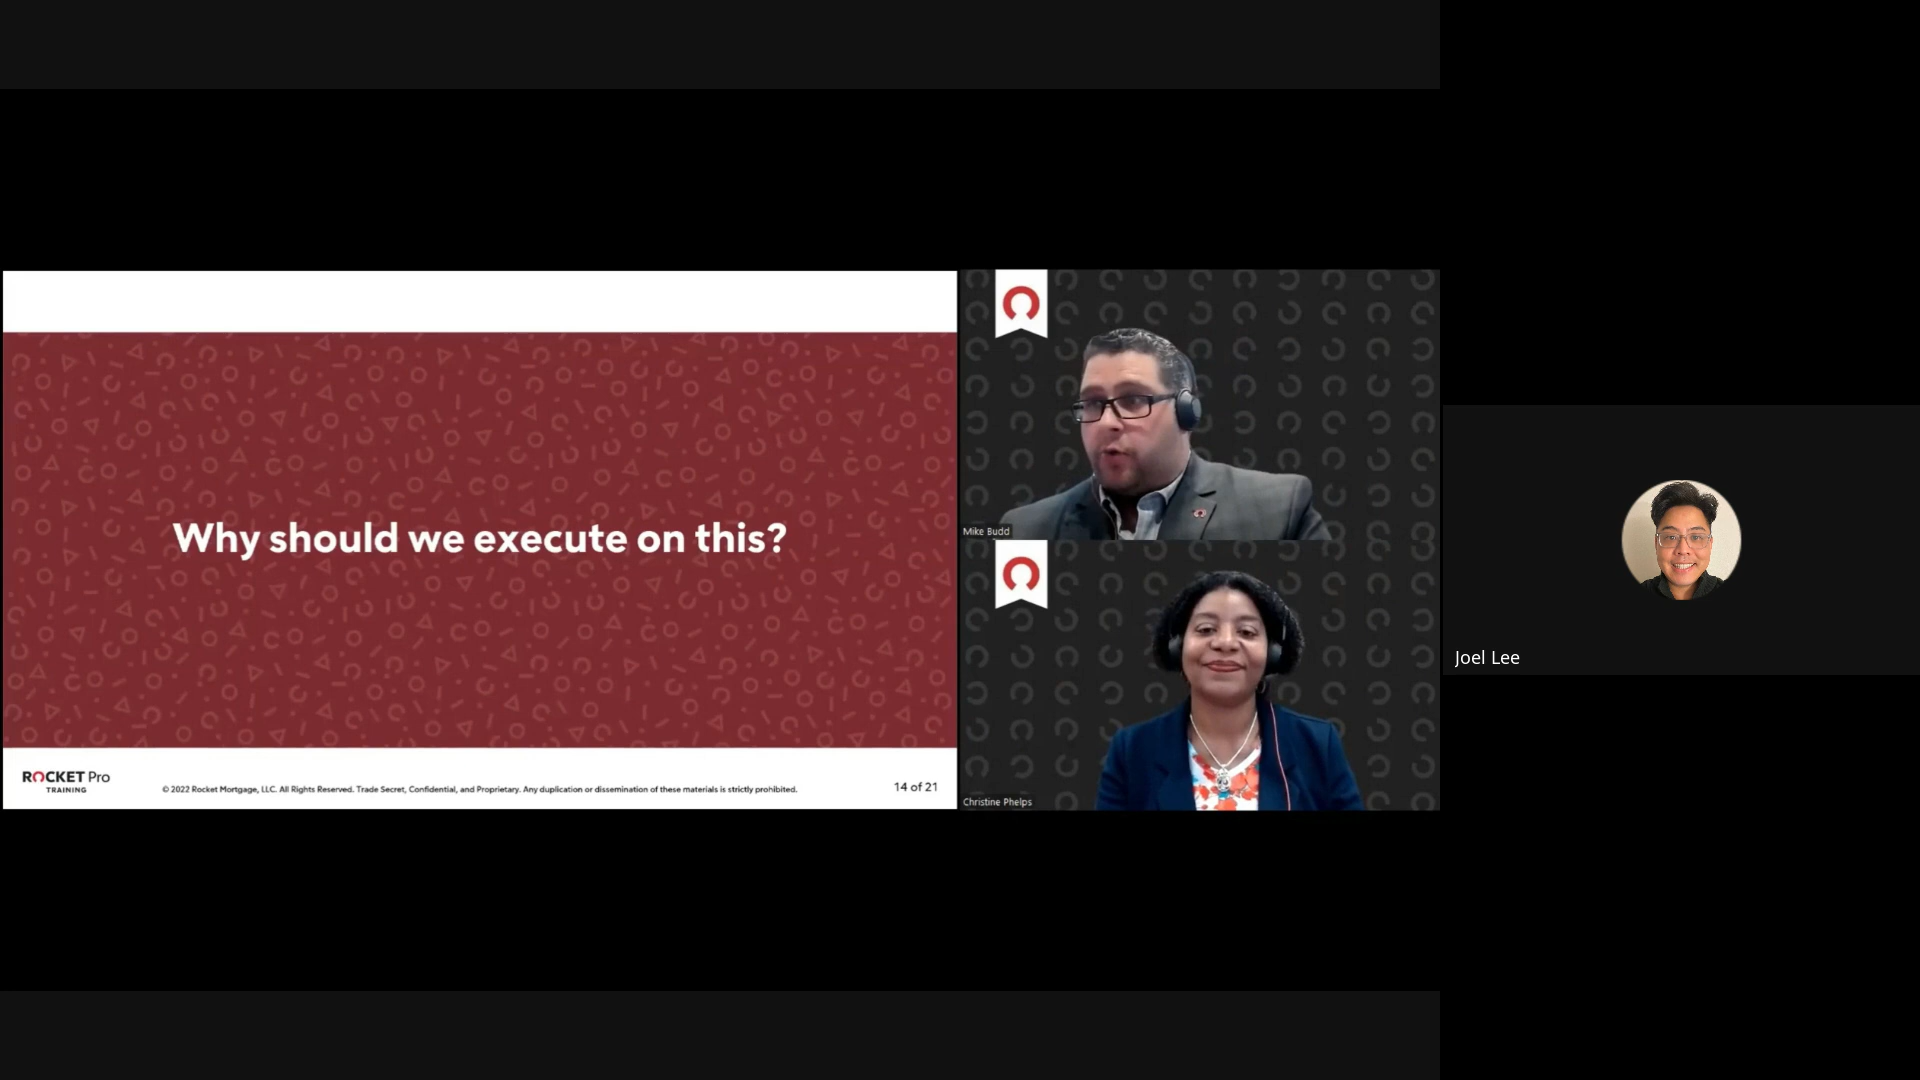 Why should we execute on this?
ROCKET Pro
TRAINING
© 2022 Rocket Mortgage, LLC. All Rights Reserved. Trade Secret, Confidential, and Proprietary. Any duplication or dissemination of these materials is strictly prohibited.
14 of 21
Mike Budd
Christine Phelps
Joel Lee